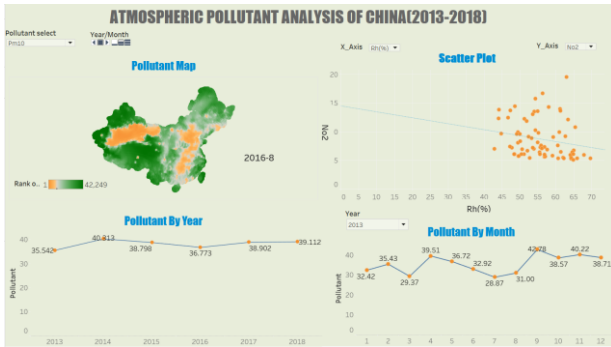 ATMOSPHERIC POLLUTANT ANALYSIS OF CHINA(2013-2018)
Pollutant select
Pm10
Year/Month
Pollutant Map
2016-8
Rank o..
1
42,249
X_Axis
Rh(%)
Y_Axis
No2
Scatter Plot
No2
20
15
10
5
0
0 5 10 15 20 25 30 35 40 45 50 55 60 65 70
Rh(%)
Pollutant By Year
Pollutant
40
30
20
10
0
35.542
40.313
38.798
36.773
38.902
39.112
2013 2014 2015 2016 2017 2018
Year
2013
Pollutant By Month
Pollutant
40
30
20
10
0
32.42
35.43
29.37
39.51
36.72
32.92
28.87
31.00
42.78
38.57
40.22
38.71
1 2 3 4 5 6 7 8 9 10 11 12